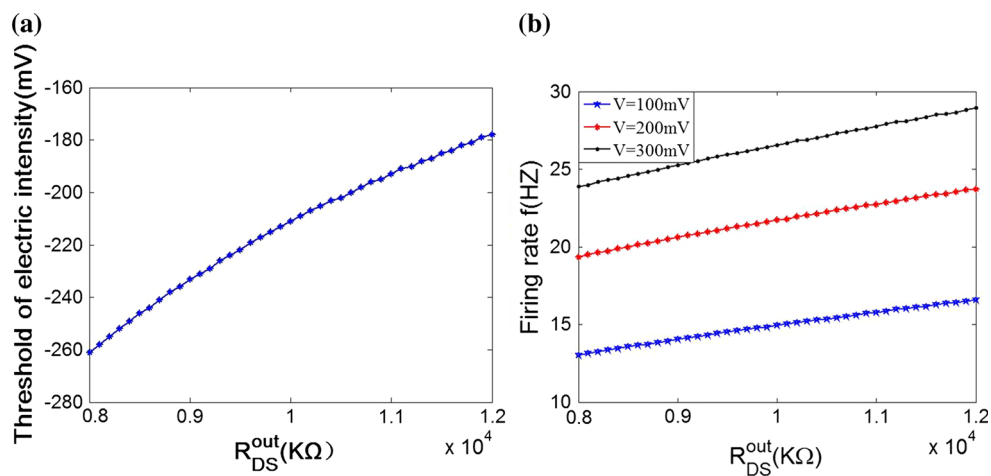 (a)
Threshold of electric intensity(mV)
-160
-180
-200
-220
-240
-260
-280
0.8
0.9
1
1.1
1.2
x 10^4
R_DS^out(KΩ)
(b)
Firing rate f(HZ)
30
25
20
15
10
V=100mV
V=200mV
V=300mV
0.8
0.9
1
1.1
1.2
x 10^4
R_DS^out(KΩ)